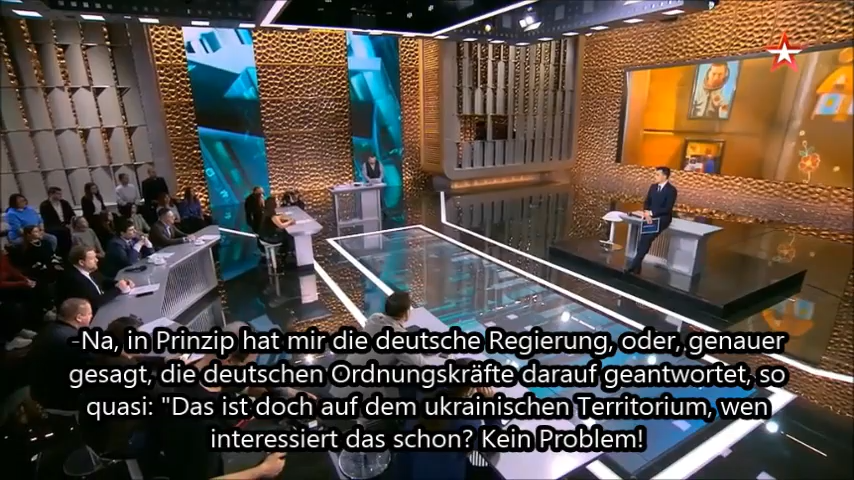 -Na, in Prinzip hat mir die deutsche Regierung, oder, genauer
gesagt, die deutschen Ordnungskräfte darauf geantwortet, so
quasi: "Das ist doch auf dem ukrainischen Territorium, wen
interessiert das schon? Kein Problem!